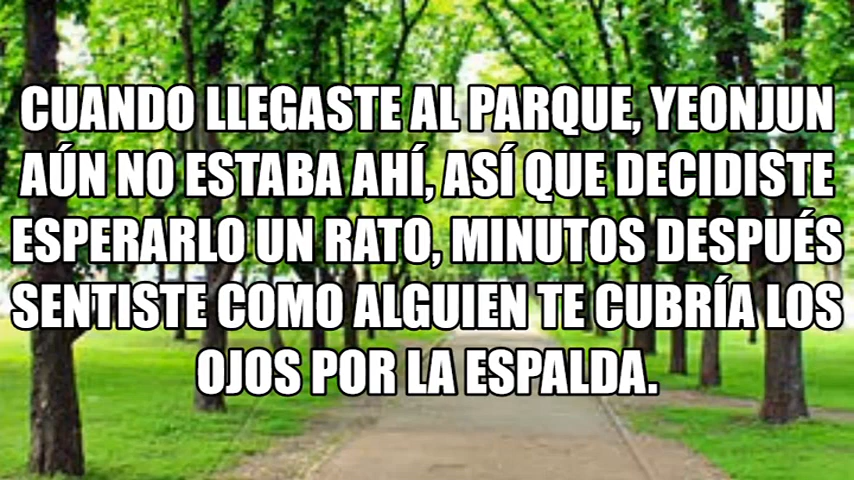 CUANDO LLEGASTE AL PARQUE, YEONJUN
AÚN NO ESTABA AHÍ, ASÍ QUE DECIDISTE
ESPERARLO UN RATO, MINUTOS DESPUÉS
SENTISTE COMO ALGUIEN TE CUBRÍA LOS
OJOS POR LA ESPALDA.